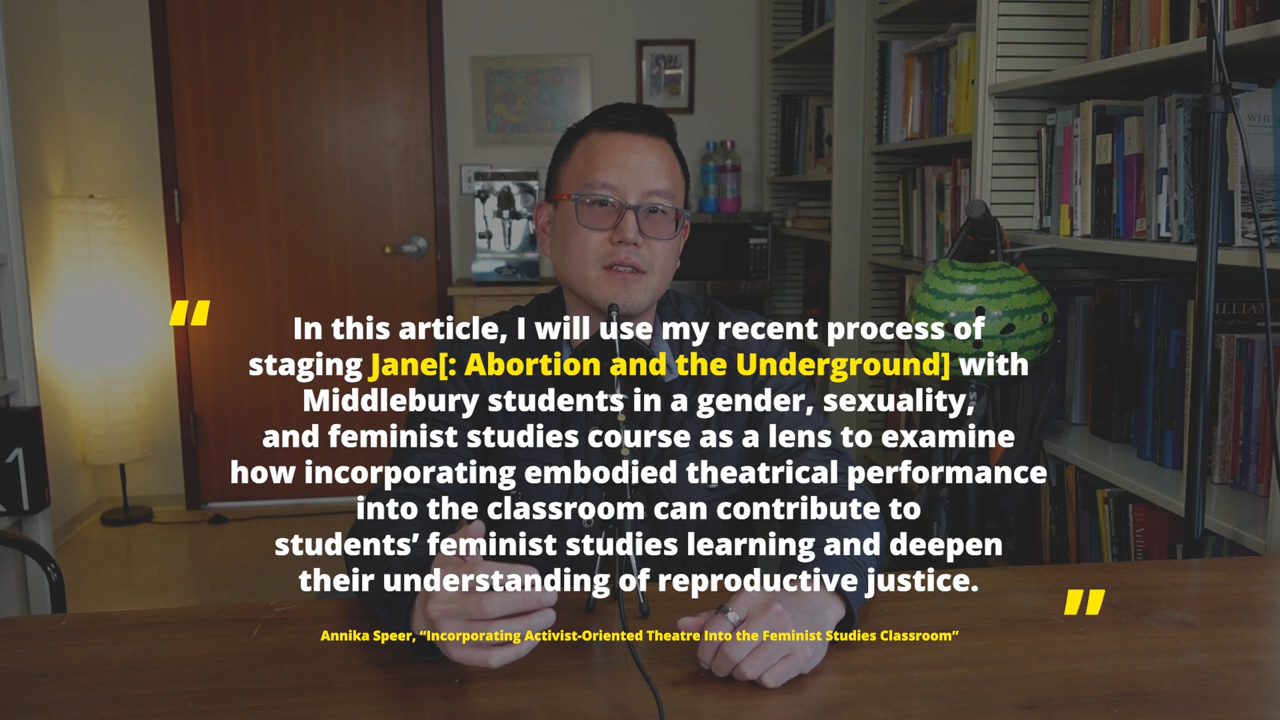 “
In this article, I will use my recent process of
staging Jane[: Abortion and the Underground] with
Middlebury students in a gender, sexuality,
and feminist studies course as a lens to examine
how incorporating embodied theatrical performance
into the classroom can contribute to
students’ feminist studies learning and deepen
their understanding of reproductive justice.
”
Annika Speer, “Incorporating Activist-Oriented Theatre Into the Feminist Studies Classroom”
1